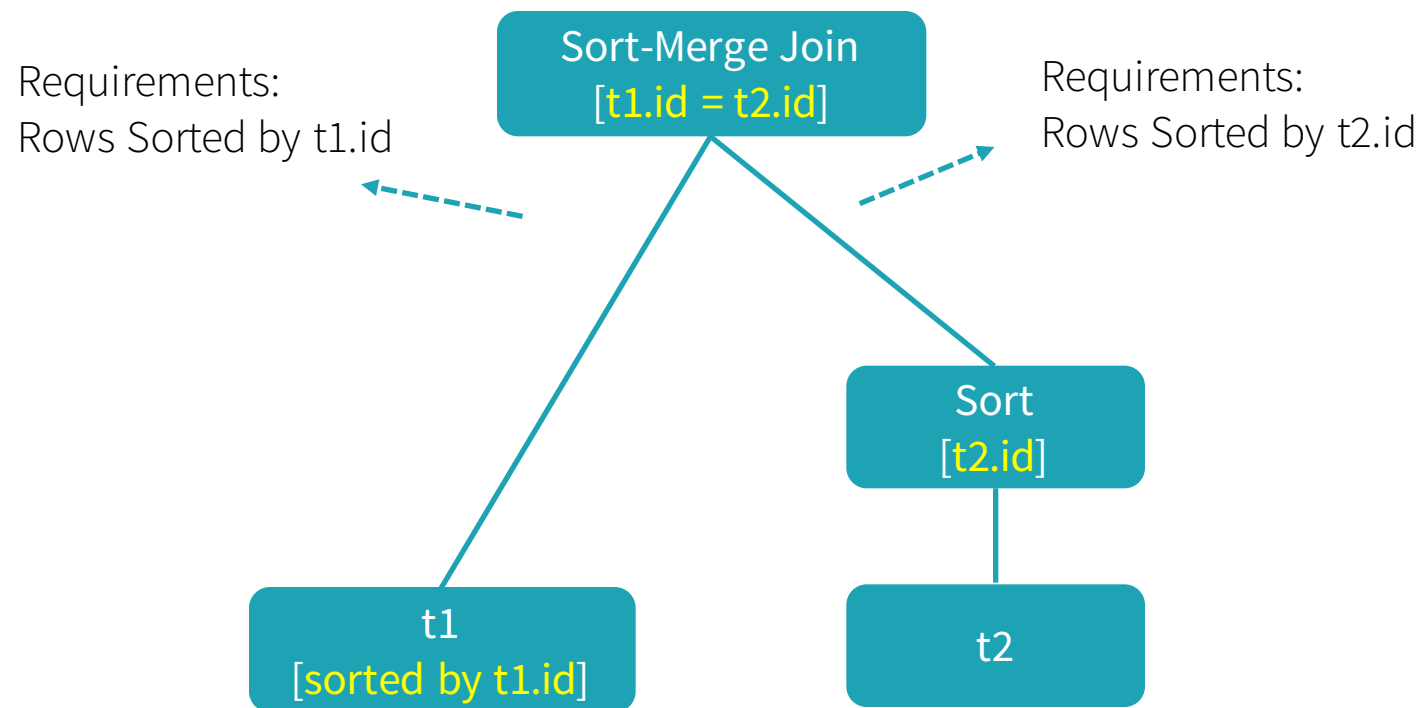 Sort-Merge Join
[t1.id = t2.id]
Requirements:
Rows Sorted by t1.id
Requirements:
Rows Sorted by t2.id
Sort
[t2.id]
t1
[sorted by t1.id]
t2